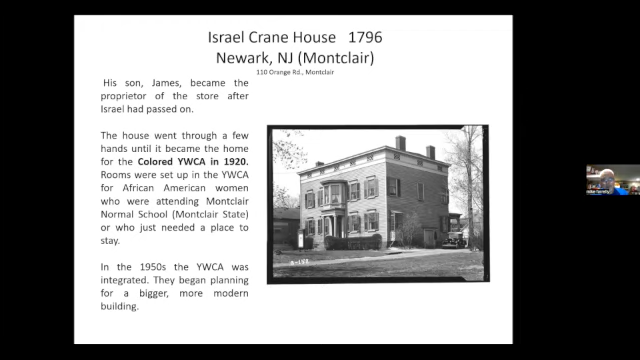 Israel Crane House 1796
Newark, NJ (Montclair)
110 Orange Rd., Montclair
His son, James, became the
proprietor of the store after
Israel had passed on.
The house went through a few
hands until it became the home
for the Colored YWCA in 1920.
Rooms were set up in the YWCA
for African American women
who were attending Montclair
Normal School (Montclair State)
or who just needed a place to
stay.
In the 1950s the YWCA was
integrated. They began planning
for a bigger, more modern
building.